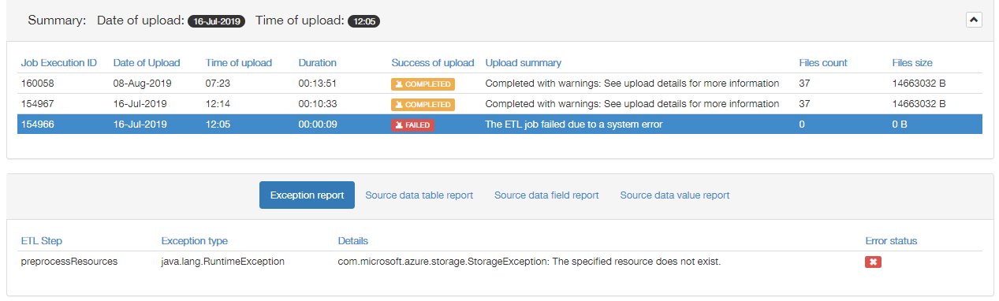 Summary: Date of upload: 16-Jul-2019 Time of upload: 12:05
Job Execution ID Date of Upload Time of upload Duration Success of upload Upload summary Files count Files size
160058 08-Aug-2019 07:23 00:13:51 COMPLETED Completed with warnings: See upload details for more information 37 14663032 B
154967 16-Jul-2019 12:14 00:10:33 COMPLETED Completed with warnings: See upload details for more information 37 14663032 B
154966 16-Jul-2019 12:05 00:00:09 FAILED The ETL job failed due to a system error 0 0 B
Exception report Source data table report Source data field report Source data value report
ETL Step Exception type Details Error status
preprocessResources java.lang.RuntimeException com.microsoft.azure.storage.StorageException: The specified resource does not exist.